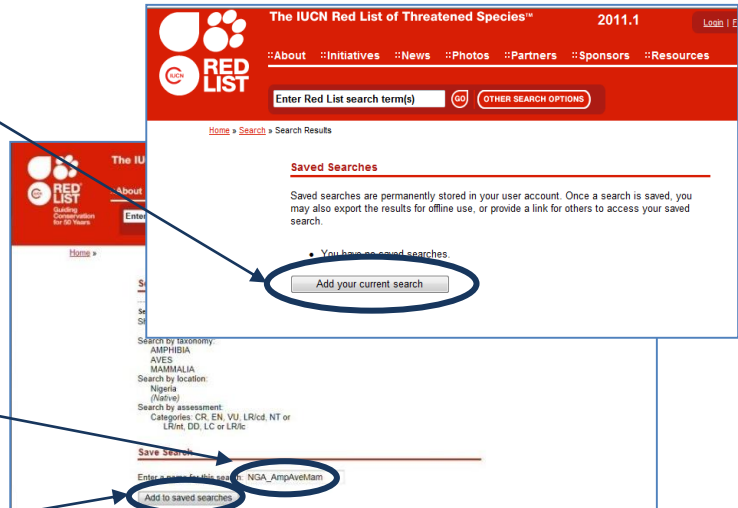 The IUCN Red List of Threatened Species™ 2011.1 Login |
::About ::Initiatives ::News ::Photos ::Partners ::Sponsors ::Resources
IUCN
RED
LIST
Enter Red List search term(s) GO OTHER SEARCH OPTIONS
Home » Search » Search Results
Saved Searches
Saved searches are permanently stored in your user account. Once a search is saved, you
may also export the results for offline use, or provide a link for others to access your saved
search.
• You have no saved searches.
Add your current search
The IU
RED
LIST
Guiding
Conservation
for 50 Years
::About
Enter
Home »
Search by taxonomy:
AMPHIBIA
AVES
MAMMALIA
Search by location:
Nigeria
(Native)
Search by assessment:
Categories: CR, EN, VU, LR/cd, NT or
LR/nt, DD, LC or LR/lc
Save Search
Enter a name for this search: NGA_AmpAveMam
Add to saved searches